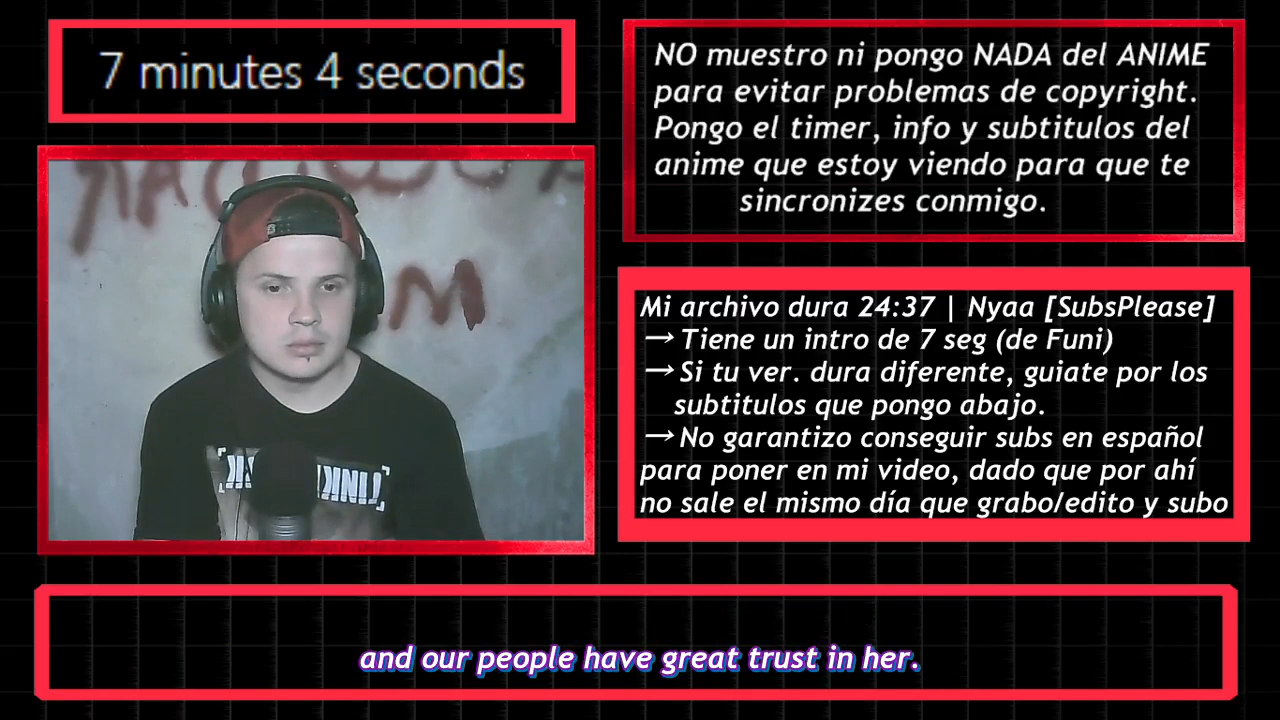 7 minutes 4 seconds
NO muestro ni pongo NADA del ANIME
para evitar problemas de copyright.
Pongo el timer, info y subtitulos del
anime que estoy viendo para que te
sincronizes conmigo.
Mi archivo dura 24:37 | Nyaa [SubsPlease]
→ Tiene un intro de 7 seg (de Funi)
→ Si tu ver. dura diferente, guiate por los
subtitulos que pongo abajo.
→ No garantizo conseguir subs en español
para poner en mi video, dado que por ahí
no sale el mismo día que grabo/edito y subo
and our people have great trust in her.